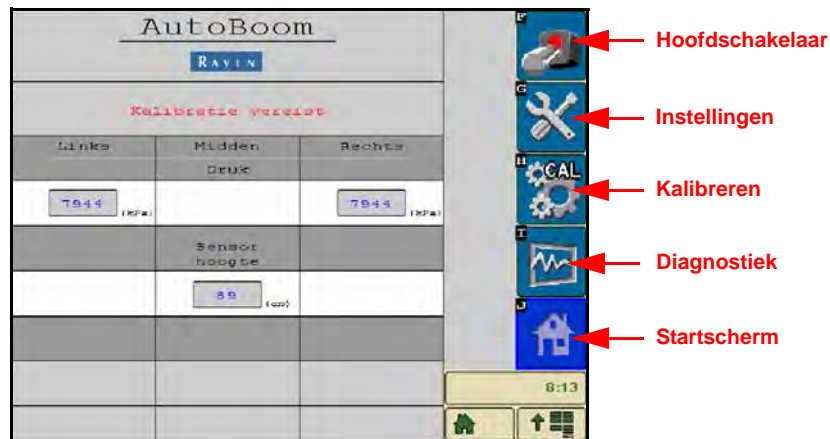 AutoBoom
RAVEN
Kalibratie vereist
Links Midden Rechts
Druk
7944 (kPa) 7944 (kPa)
Sensor
hoogte
89 (cm)
F
G
H
CAL
I
J
8:13
Hoofdschakelaar
Instellingen
Kalibreren
Diagnostiek
Startscherm